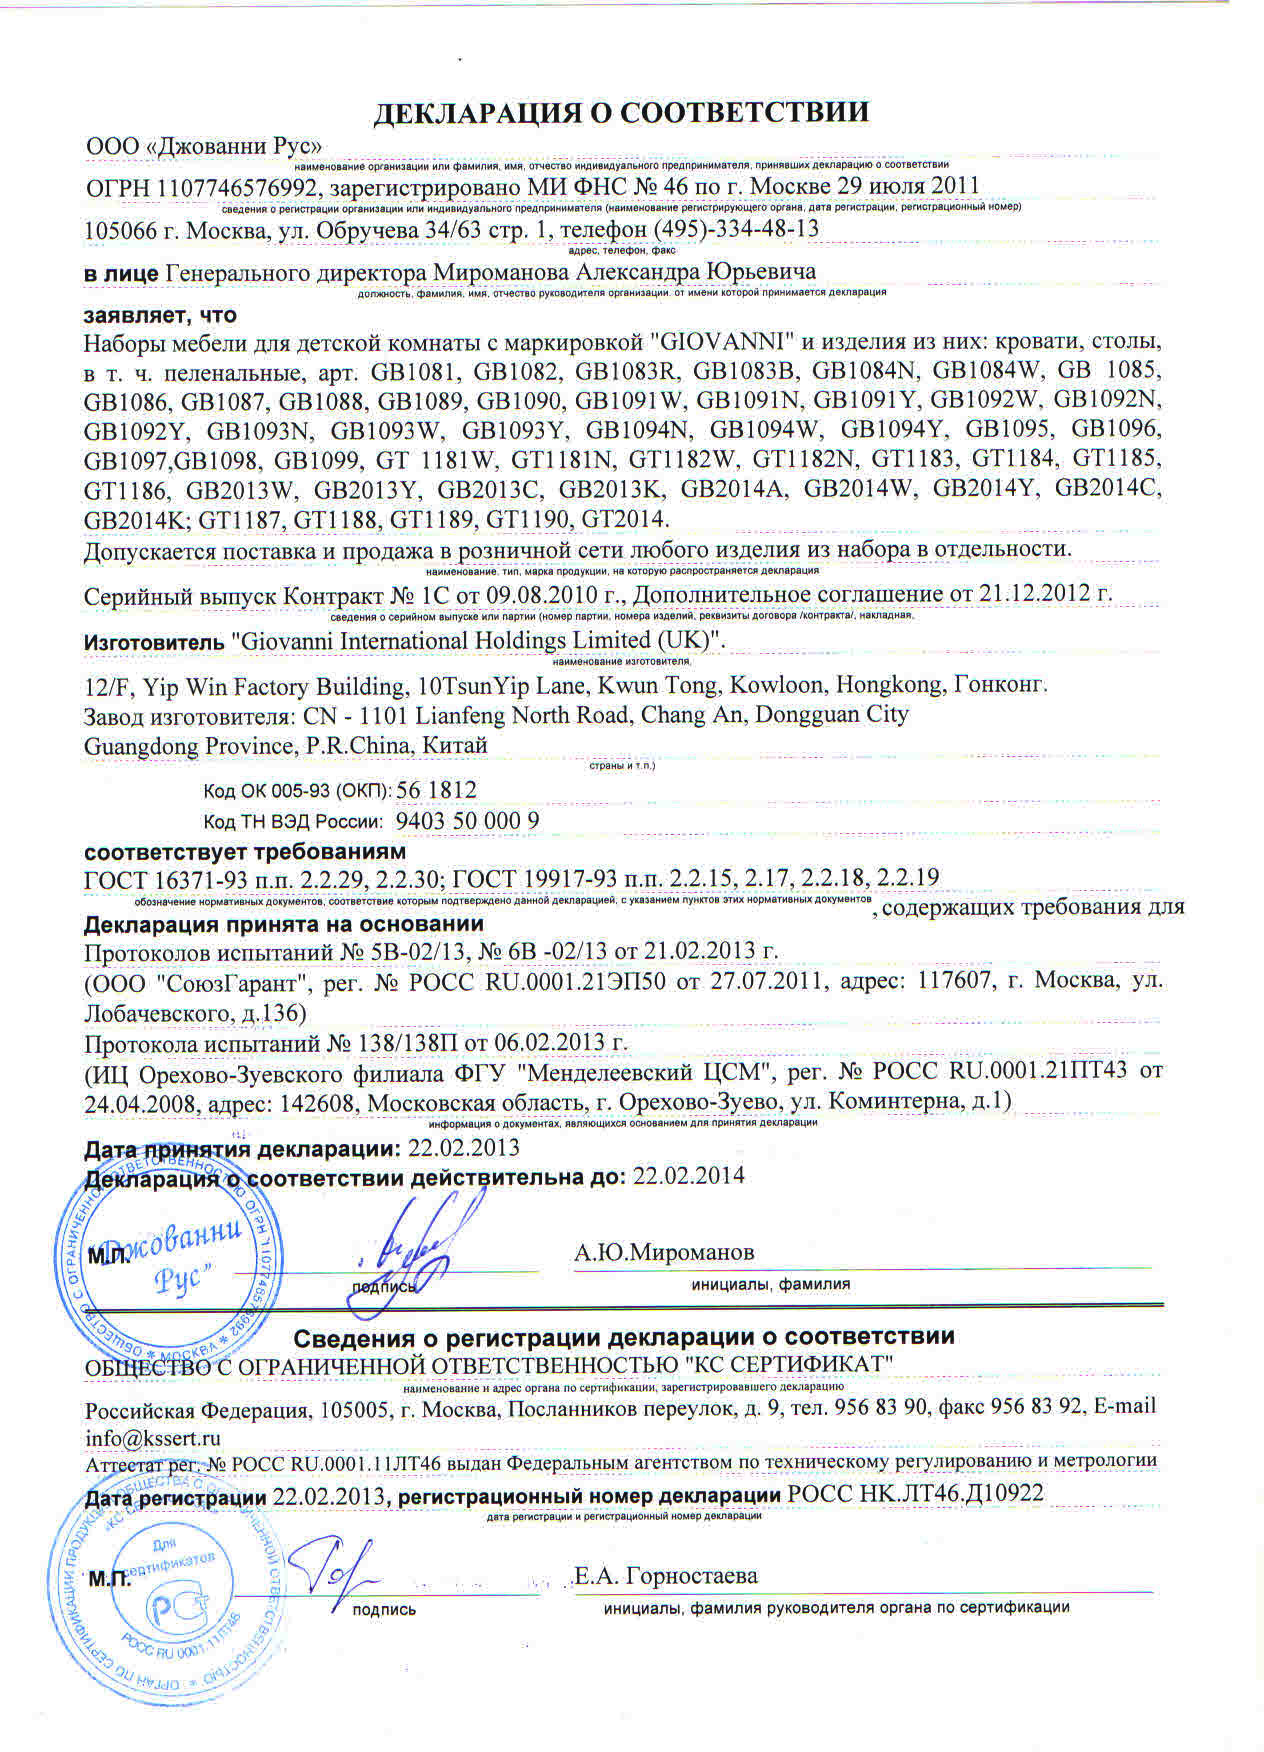 ДЕКЛАРАЦИЯ О СООТВЕТСТВИИ
ООО «Джованни Рус»
наименование организации или фамилия, имя, отчество индивидуального предпринимателя, принявших декларацию о соответствии
ОГРН 1107746576992, зарегистрировано МИ ФНС № 46 по г. Москве 29 июля 2011
сведения о регистрации организации или индивидуального предпринимателя (наименование регистрирующего органа, дата регистрации, регистрационный номер)
105066 г. Москва, ул. Обручева 34/63 стр. 1, телефон (495)-334-48-13
адрес, телефон, факс
в лице Генерального директора Мироманова Александра Юрьевича
должность, фамилия, имя, отчество руководителя организации, от имени которой принимается декларация
заявляет, что
Наборы мебели для детской комнаты с маркировкой "GIOVANNI" и изделия из них: кровати, столы,
в т. ч. пеленальные, арт. GB1081, GB1082, GB1083R, GB1083B, GB1084N, GB1084W, GB 1085,
GB1086, GB1087, GB1088, GB1089, GB1090, GB1091W, GB1091N, GB1091Y, GB1092W, GB1092N,
GB1092Y, GB1093N, GB1093W, GB1093Y, GB1094N, GB1094W, GB1094Y, GB1095, GB1096,
GB1097,GB1098, GB1099, GT 1181W, GT1181N, GT1182W, GT1182N, GT1183, GT1184, GT1185,
GT1186, GB2013W, GB2013Y, GB2013C, GB2013K, GB2014A, GB2014W, GB2014Y, GB2014C,
GB2014K; GT1187, GT1188, GT1189, GT1190, GT2014.
Допускается поставка и продажа в розничной сети любого изделия из набора в отдельности.
наименование, тип, марка продукции, на которую распространяется декларация
Серийный выпуск Контракт № 1С от 09.08.2010 г., Дополнительное соглашение от 21.12.2012 г.
сведения о серийном выпуске или партии (номер партии, номера изделий, реквизиты договора /контракта/, накладная,
Изготовитель "Giovanni International Holdings Limited (UK)".
наименование изготовителя,
12/F, Yip Win Factory Building, 10TsunYip Lane, Kwun Tong, Kowloon, Hongkong, Гонконг.
Завод изготовителя: CN - 1101 Lianfeng North Road, Chang An, Dongguan City
Guangdong Province, P.R.China, Китай
страны и т.п.)
Код ОК 005-93 (ОКП): 56 1812
Код ТН ВЭД России: 9403 50 000 9
соответствует требованиям
ГОСТ 16371-93 п.п. 2.2.29, 2.2.30; ГОСТ 19917-93 п.п. 2.2.15, 2.17, 2.2.18, 2.2.19
обозначение нормативных документов, соответствие которым подтверждено данной декларацией, с указанием пунктов этих нормативных документов, содержащих требования для
Декларация принята на основании
Протоколов испытаний № 5В-02/13, № 6В -02/13 от 21.02.2013 г.
(ООО "СоюзГарант", рег. № РОСС RU.0001.21ЭП50 от 27.07.2011, адрес: 117607, г. Москва, ул.
Лобачевского, д.136)
Протокола испытаний № 138/138П от 06.02.2013 г.
(ИЦ Орехово-Зуевского филиала ФГУ "Менделеевский ЦСМ", рег. № РОСС RU.0001.21ПТ43 от
24.04.2008, адрес: 142608, Московская область, г. Орехово-Зуево, ул. Коминтерна, д.1)
информация о документах, являющихся основанием для принятия декларации
Дата принятия декларации: 22.02.2013
Декларация о соответствии действительна до: 22.02.2014
ОБЩЕСТВО С ОГРАНИЧЕННОЙ ОТВЕТСТВЕННОСТЬЮ ОГРН 1107746576992 * МОСКВА *
"Джованни
Рус"
М.П.
А.Ю.Мироманов
подпись
инициалы, фамилия
Сведения о регистрации декларации о соответствии
ОБЩЕСТВО С ОГРАНИЧЕННОЙ ОТВЕТСТВЕННОСТЬЮ "КС СЕРТИФИКАТ"
наименование и адрес органа по сертификации, зарегистрировавшего декларацию
Российская Федерация, 105005, г. Москва, Посланников переулок, д. 9, тел. 956 83 90, факс 956 83 92, E-mail
info@kssert.ru
Аттестат рег. № РОСС RU.0001.11ЛТ46 выдан Федеральным агентством по техническому регулированию и метрологии
Дата регистрации 22.02.2013, регистрационный номер декларации РОСС НК.ЛТ46.Д10922
дата регистрации и регистрационный номер декларации
Для
сертификатов
М.П.
Е.А. Горностаева
подпись
инициалы, фамилия руководителя органа по сертификации